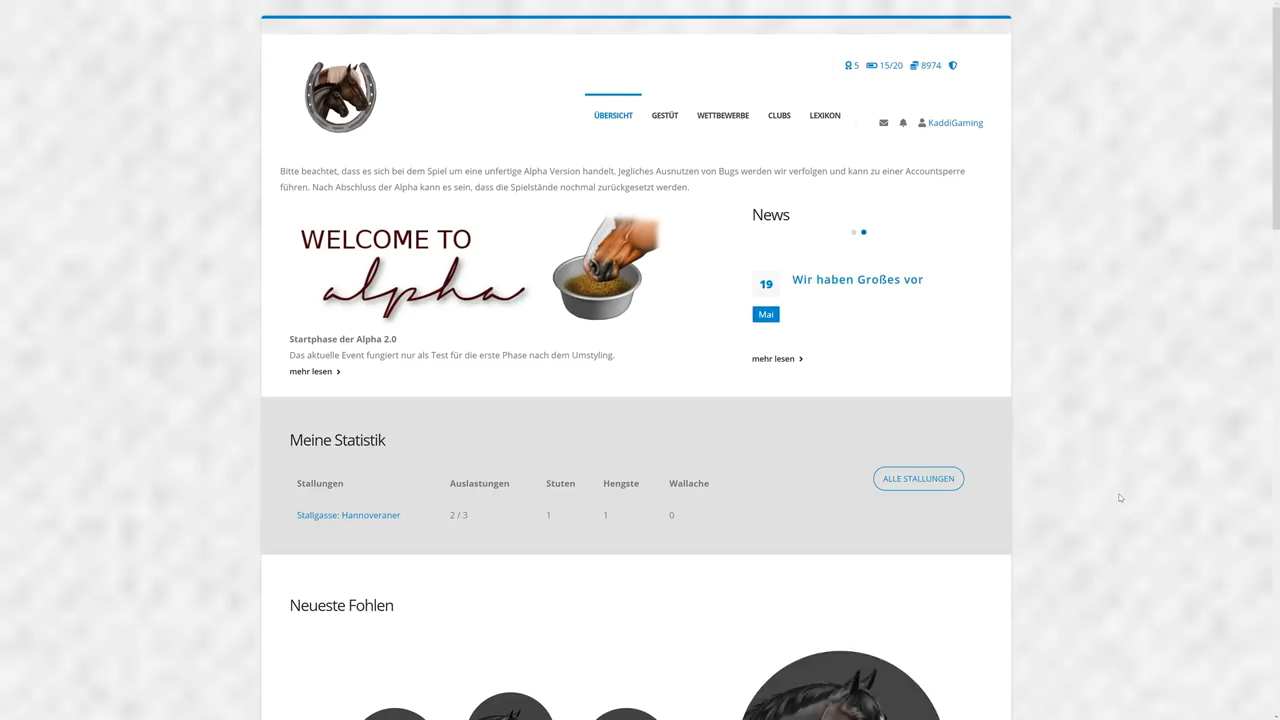 5 15/20 8974
ÜBERSICHT GESTÜT WETTBEWERBE CLUBS LEXIKON KaddiGaming
Bitte beachtet, dass es sich bei dem Spiel um eine unfertige Alpha Version handelt. Jegliches Ausnutzen von Bugs werden wir verfolgen und kann zu einer Accountsperre
führen. Nach Abschluss der Alpha kann es sein, dass die Spielstände nochmal zurückgesetzt werden.
WELCOME TO
alpha
Startphase der Alpha 2.0
Das aktuelle Event fungiert nur als Test für die erste Phase nach dem Umstyling.
mehr lesen
News
19 Wir haben Großes vor
Mai
mehr lesen
Meine Statistik
Stallungen Auslastungen Stuten Hengste Wallache
Stallgasse: Hannoveraner 2 / 3 1 1 0
ALLE STALLUNGEN
Neueste Fohlen